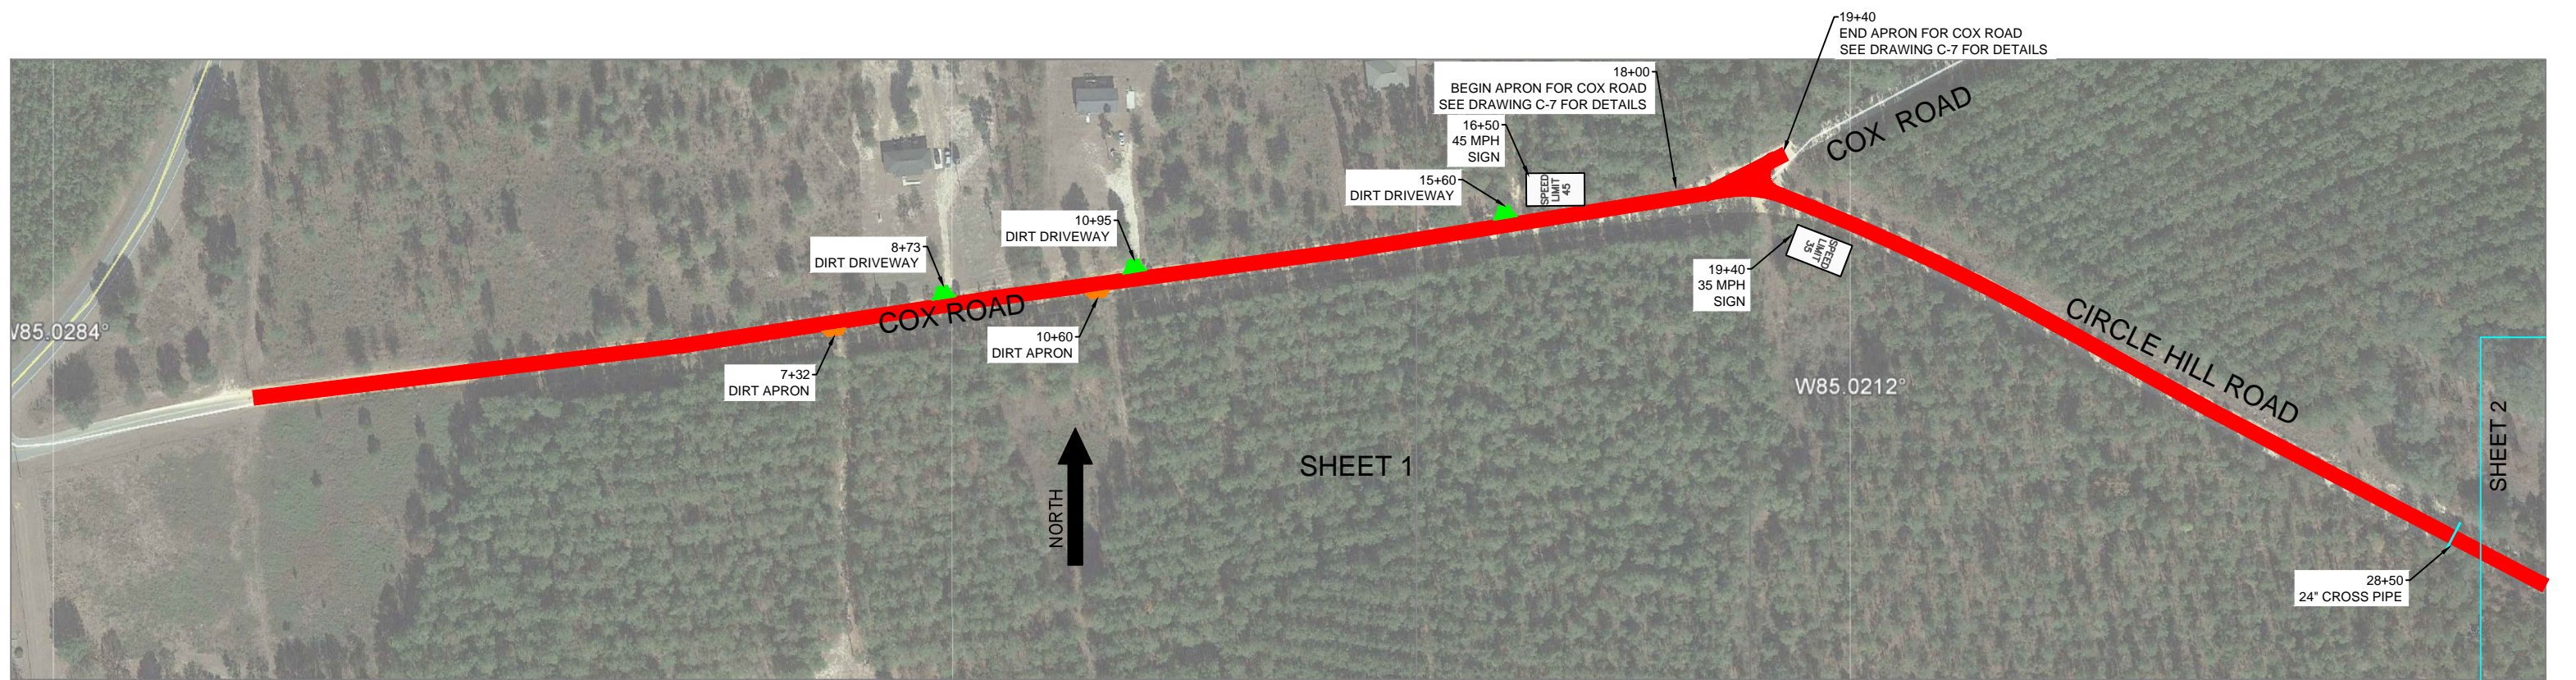 19+40
END APRON FOR COX ROAD
SEE DRAWING C-7 FOR DETAILS
18+00
BEGIN APRON FOR COX ROAD
SEE DRAWING C-7 FOR DETAILS
16+50
45 MPH
SIGN
SPEED
LIMIT
45
15+60
DIRT DRIVEWAY
COX ROAD
10+95
DIRT DRIVEWAY
8+73
DIRT DRIVEWAY
COX ROAD
10+60
DIRT APRON
7+32
DIRT APRON
W85.0284°
19+40
35 MPH
SIGN
SPEED
LIMIT
35
CIRCLE HILL ROAD
W85.0212°
SHEET 1
NORTH
SHEET 2
28+50
24" CROSS PIPE